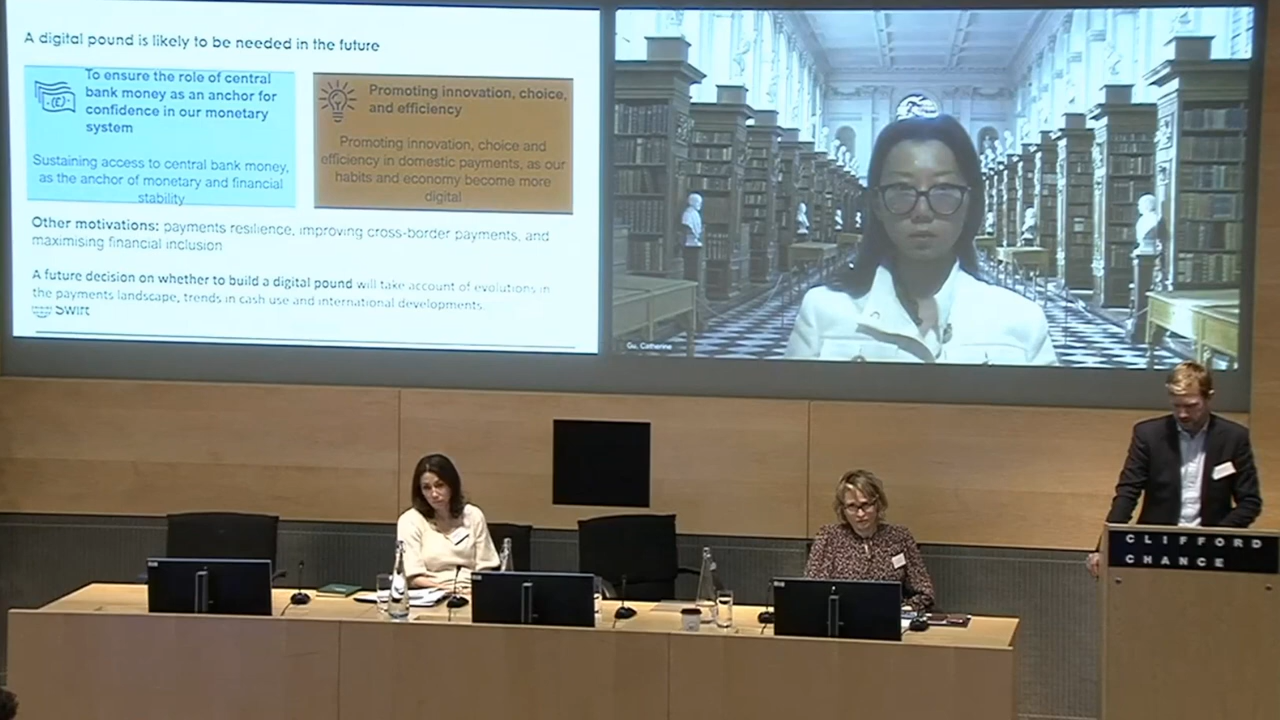 A digital pound is likely to be needed in the future
To ensure the role of central
bank money as an anchor for
confidence in our monetary
system
Sustaining access to central bank money,
as the anchor of monetary and financial
stability
Promoting innovation, choice,
and efficiency
Promoting innovation, choice and
efficiency in domestic payments, as our
habits and economy become more
digital
Other motivations: payments resilience, improving cross-border payments, and
maximising financial inclusion
A future decision on whether to build a digital pound will take account of evolutions in
the payments landscape, trends in cash use and international developments.
Swift
Gu, Catherine
CLIFFORD
CHANCE